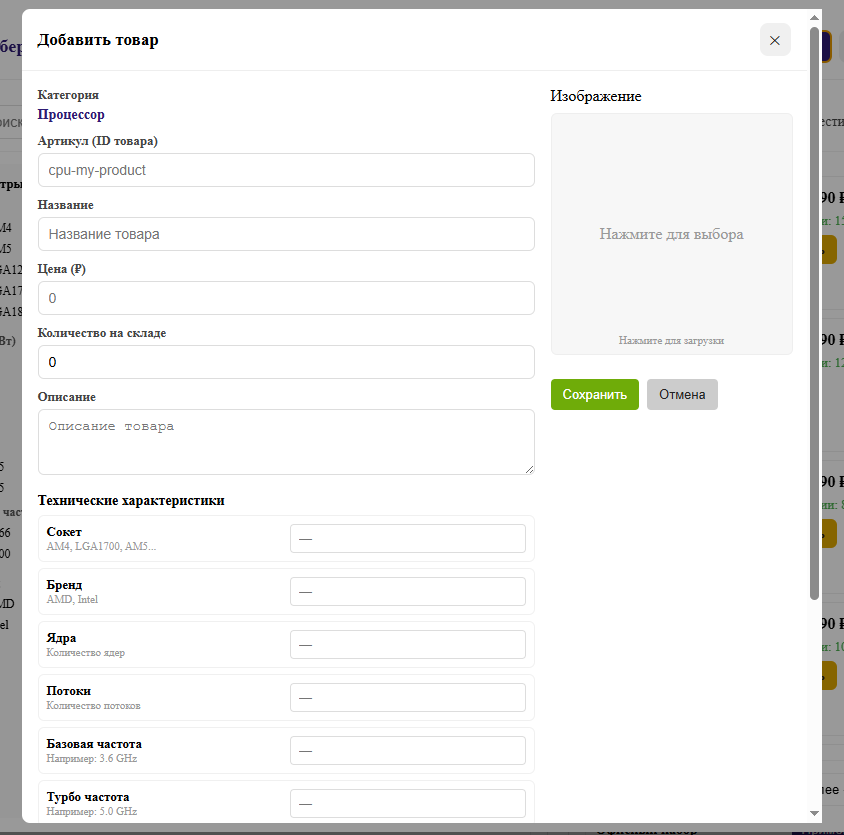 Добавить товар
Категория
Процессор
Артикул (ID товара)
cpu-my-product
Название
Название товара
Цена (₽)
0
Количество на складе
0
Описание
Описание товара
Технические характеристики
Сокет
AM4, LGA1700, AM5...
—
Бренд
AMD, Intel
—
Ядра
Количество ядер
—
Потоки
Количество потоков
—
Базовая частота
Например: 3.6 GHz
—
Турбо частота
Например: 5.0 GHz
—
Изображение
Нажмите для выбора
Нажмите для загрузки
Сохранить
Отмена